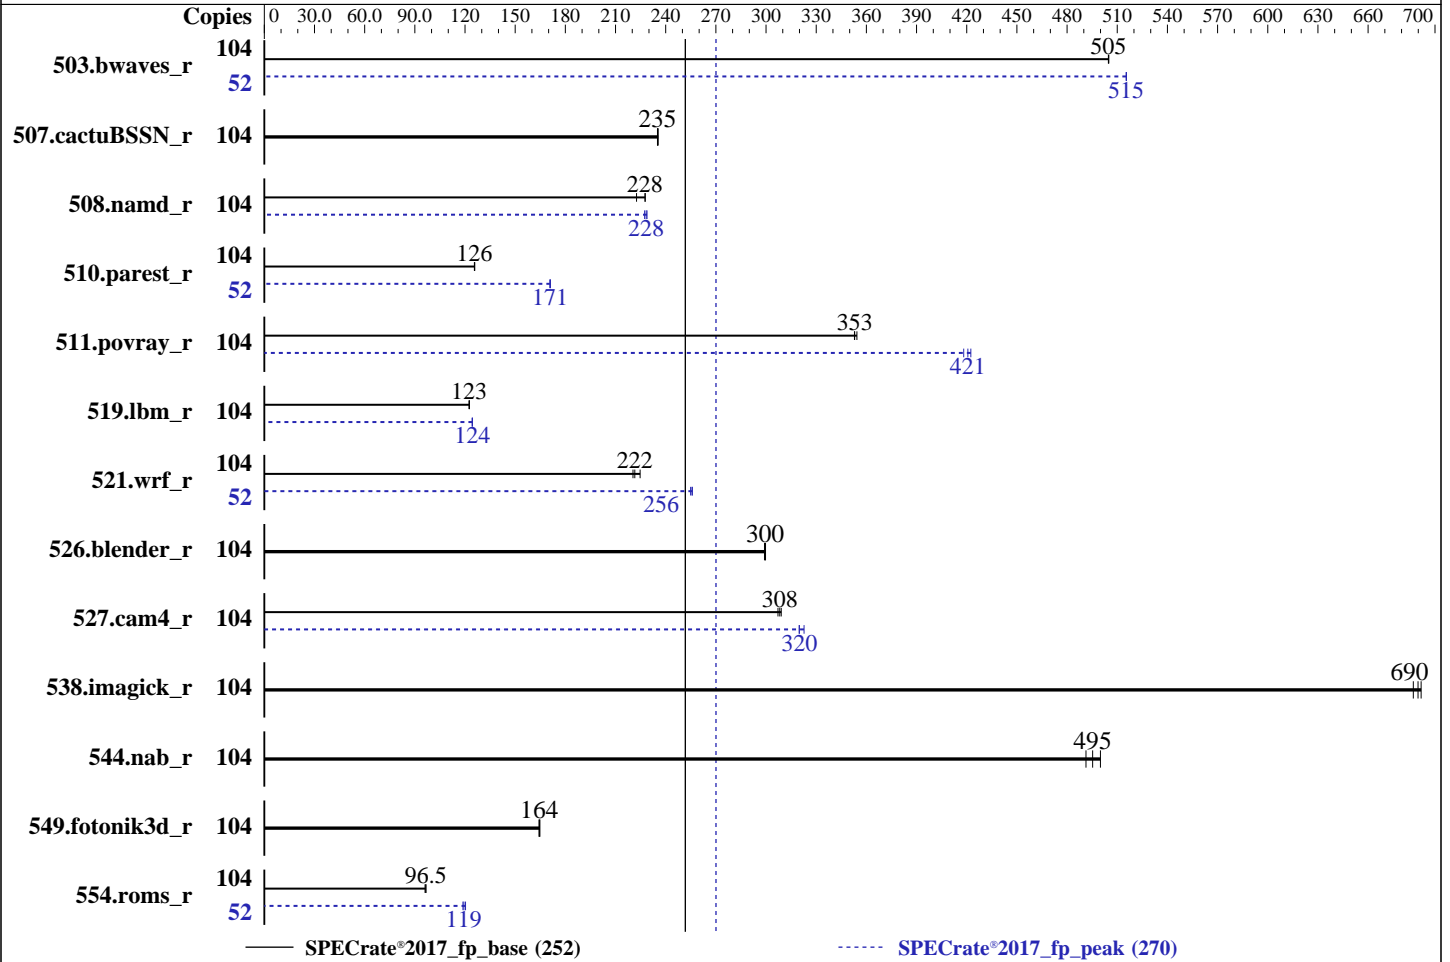 Copies 0 30.0 60.0 90.0 120 150 180 210 240 270 300 330 360 390 420 450 480 510 540 570 600 630 660 700
503.bwaves_r 104 505
52 515
507.cactuBSSN_r 104 235
508.namd_r 104 228
228
510.parest_r 104 126
52 171
511.povray_r 104 353
421
519.lbm_r 104 123
124
521.wrf_r 104 222
52 256
526.blender_r 104 300
527.cam4_r 104 308
320
538.imagick_r 104 690
544.nab_r 104 495
549.fotonik3d_r 104 164
554.roms_r 104 96.5
52 119
SPECrate®2017_fp_base (252) SPECrate®2017_fp_peak (270)